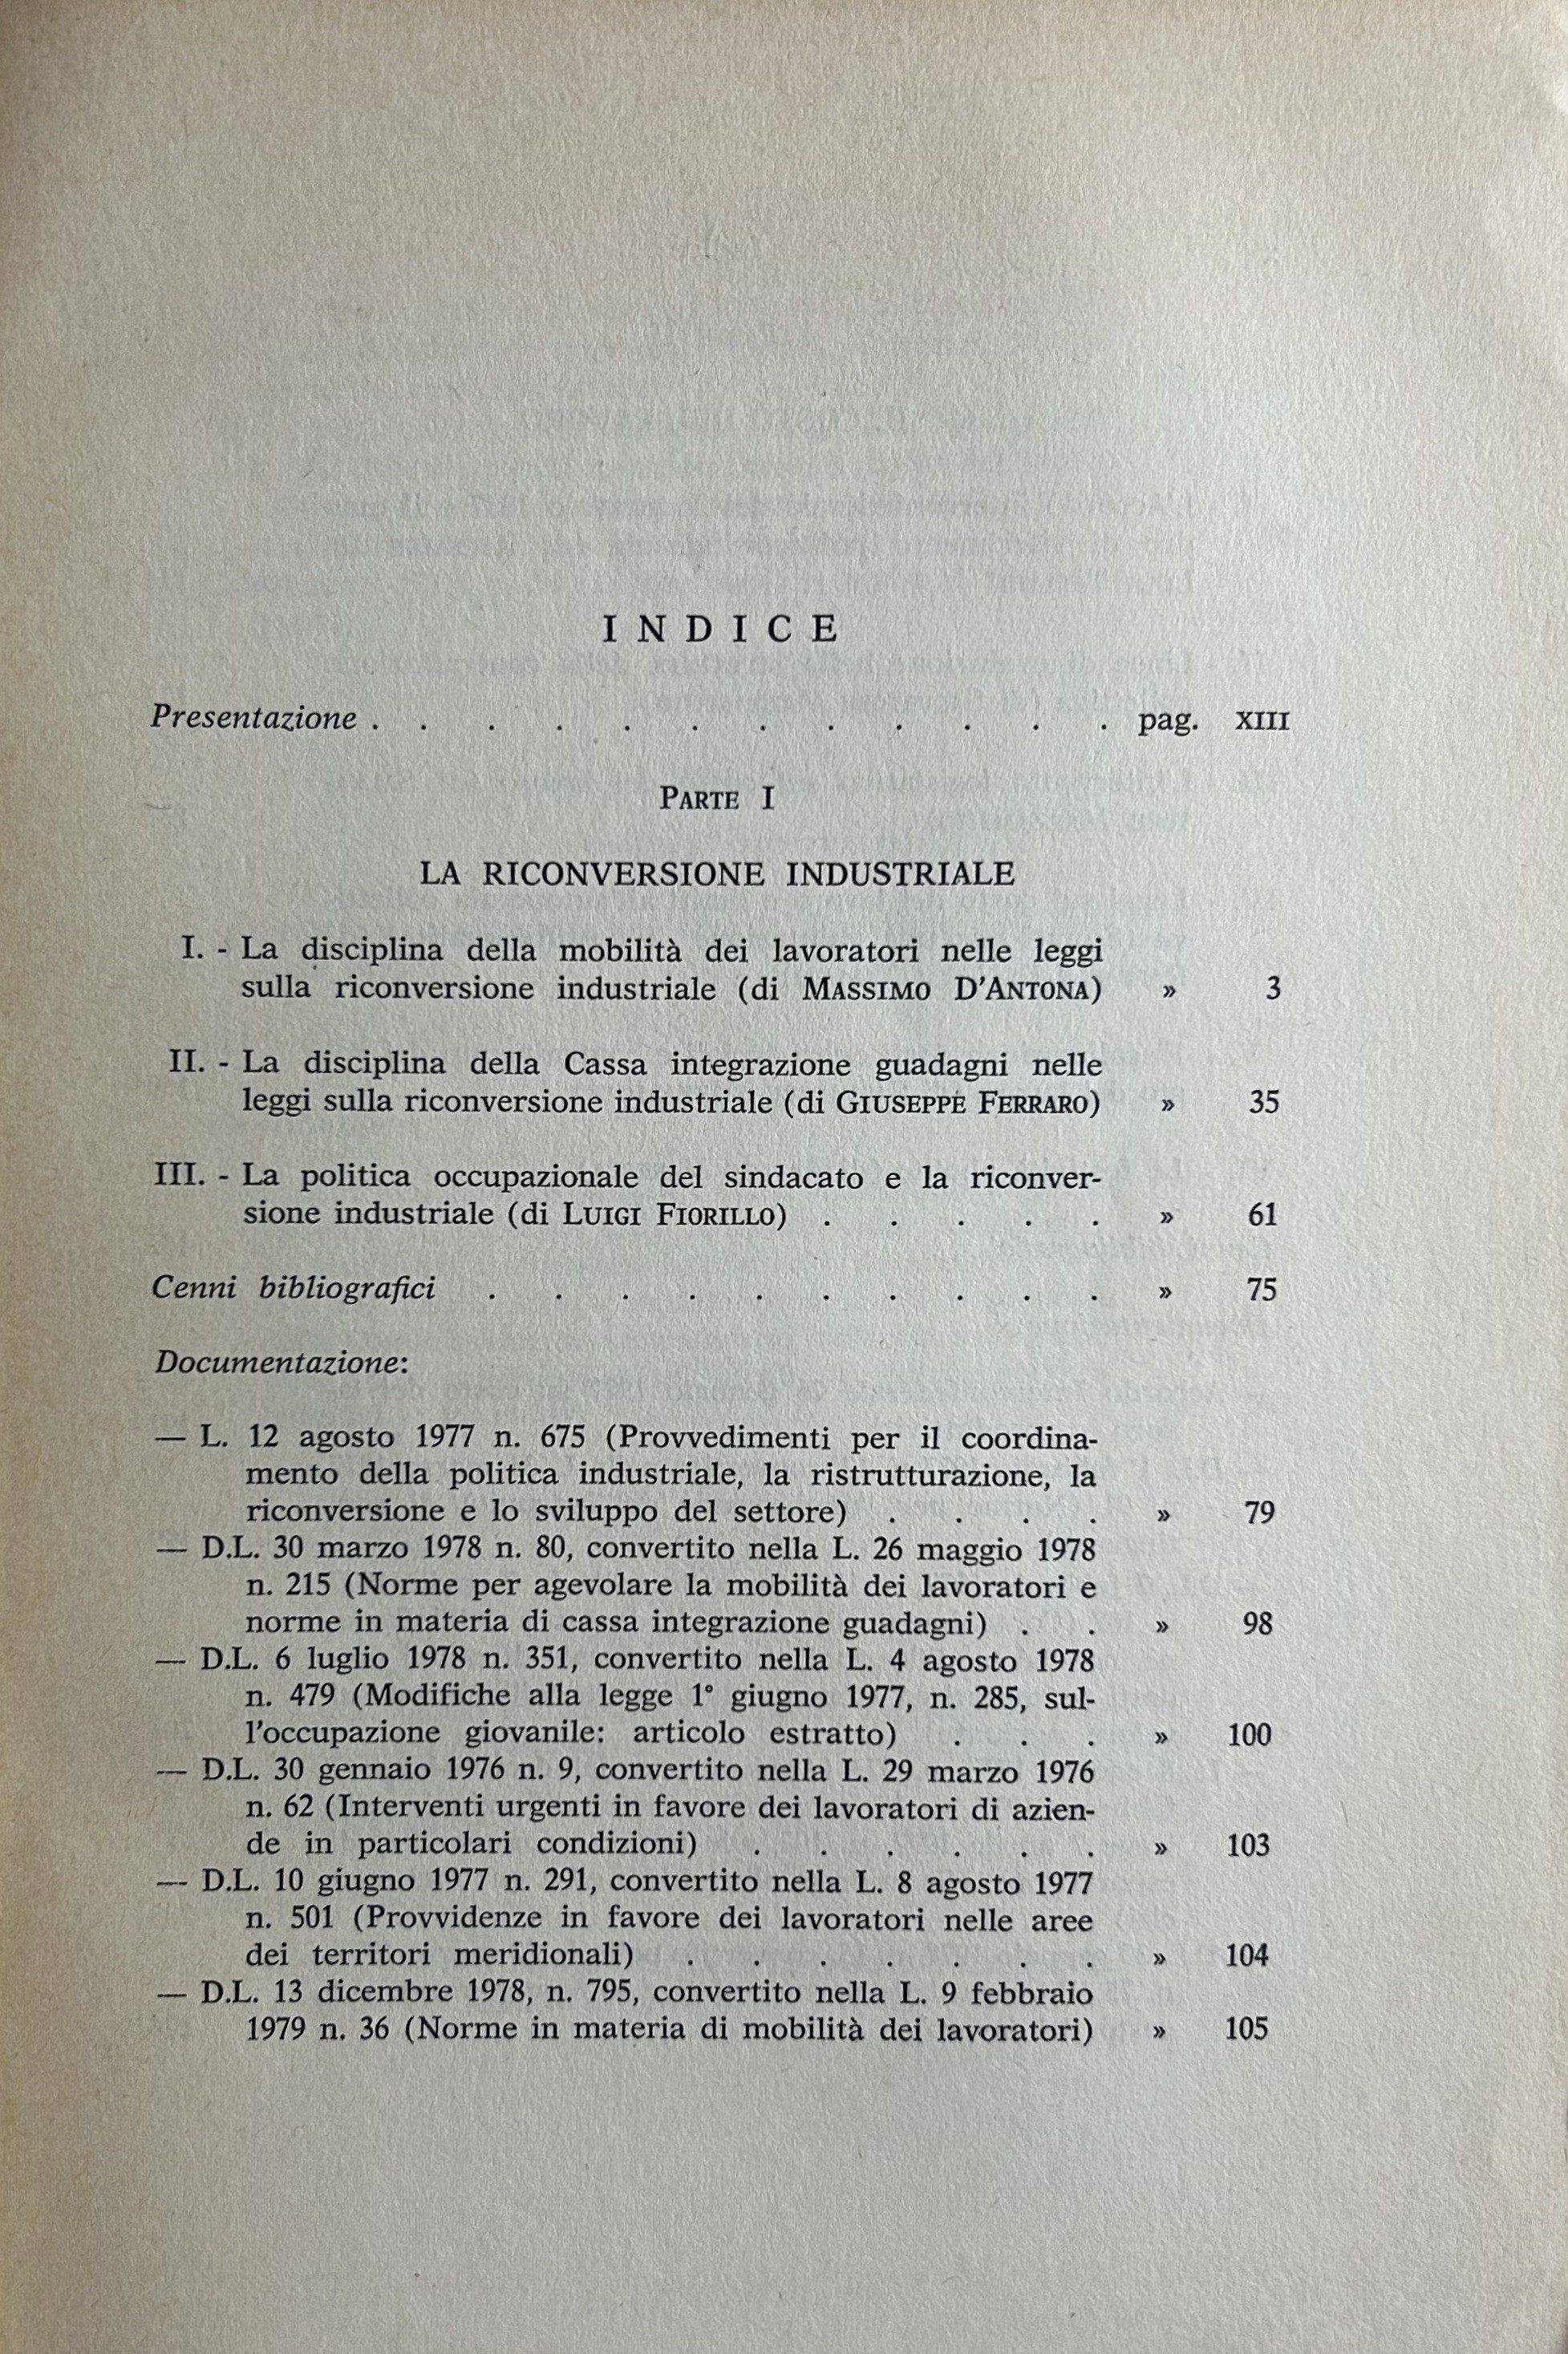 INDICE
Presentazione . . . . . . . . . . . . pag. XIII
PARTE I
LA RICONVERSIONE INDUSTRIALE
I. - La disciplina della mobilità dei lavoratori nelle leggi
sulla riconversione industriale (di MASSIMO D'ANTONA) » 3
II. - La disciplina della Cassa integrazione guadagni nelle
leggi sulla riconversione industriale (di GIUSEPPE FERRARO) » 35
III. - La politica occupazionale del sindacato e la riconver-
sione industriale (di LUIGI FIORILLO) . . . . . » 61
Cenni bibliografici . . . . . . . . . . » 75
Documentazione:
— L. 12 agosto 1977 n. 675 (Provvedimenti per il coordina-
mento della politica industriale, la ristrutturazione, la
riconversione e lo sviluppo del settore) . . . . » 79
— D.L. 30 marzo 1978 n. 80, convertito nella L. 26 maggio 1978
n. 215 (Norme per agevolare la mobilità dei lavoratori e
norme in materia di cassa integrazione guadagni) . . » 98
— D.L. 6 luglio 1978 n. 351, convertito nella L. 4 agosto 1978
n. 479 (Modifiche alla legge 1° giugno 1977, n. 285, sul-
l'occupazione giovanile: articolo estratto) . . . » 100
— D.L. 30 gennaio 1976 n. 9, convertito nella L. 29 marzo 1976
n. 62 (Interventi urgenti in favore dei lavoratori di azien-
de in particolari condizioni) . . . . . . » 103
— D.L. 10 giugno 1977 n. 291, convertito nella L. 8 agosto 1977
n. 501 (Provvidenze in favore dei lavoratori nelle aree
dei territori meridionali) . . . . . . . » 104
— D.L. 13 dicembre 1978, n. 795, convertito nella L. 9 febbraio
1979 n. 36 (Norme in materia di mobilità dei lavoratori) » 105